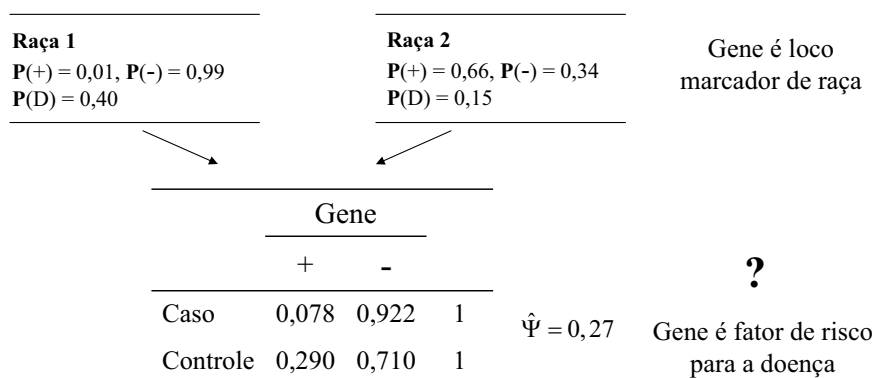 Raça 1
P(+) = 0,01, P(-) = 0,99
P(D) = 0,40
Raça 2
P(+) = 0,66, P(-) = 0,34
P(D) = 0,15
Gene é loco
marcador de raça
Gene
+ -
Caso 0,078 0,922 1
Controle 0,290 0,710 1
Ψ̂ = 0,27
?
Gene é fator de risco
para a doença